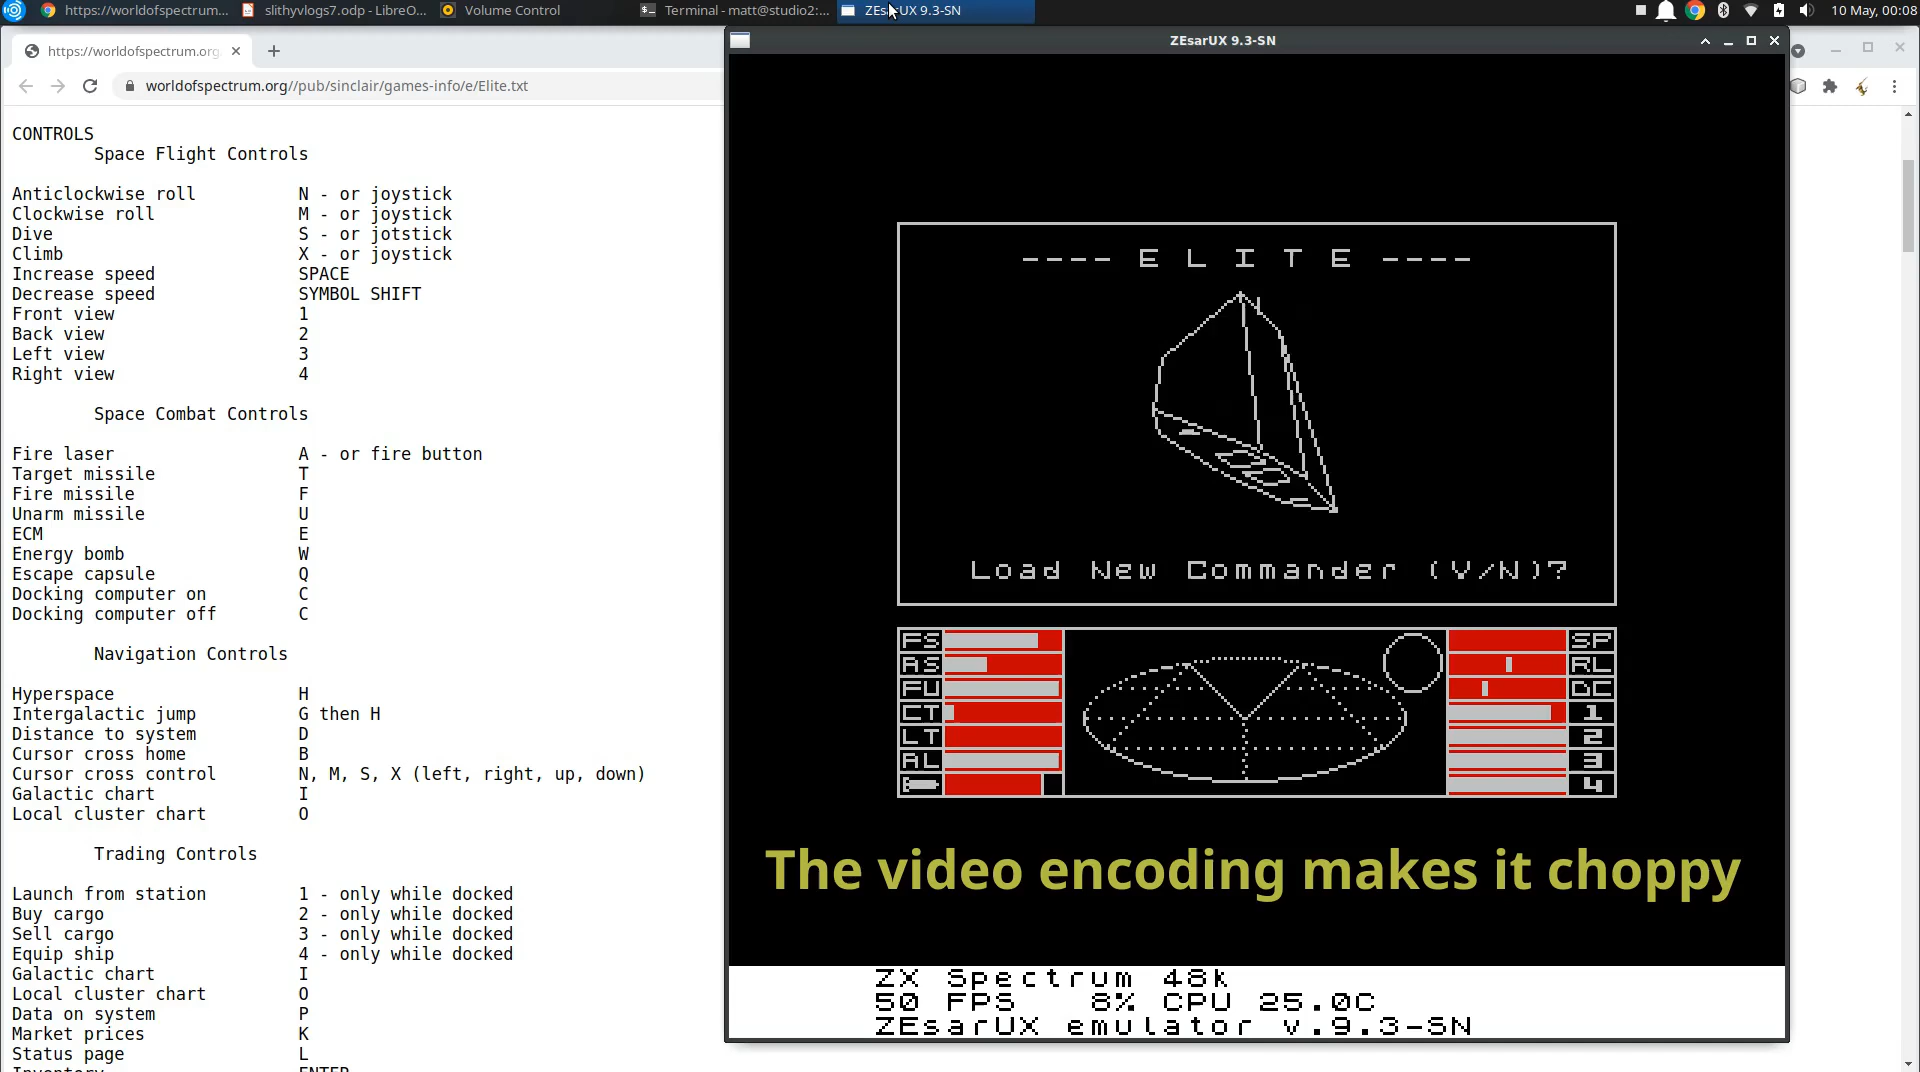 https://worldofspectrum... slithyvlogs7.odp - LibreO... Volume Control Terminal - matt@studio2:... ZEsarUX 9.3-SN 10 May, 00:08
https://worldofspectrum.org
ZEsarUX 9.3-SN
worldofspectrum.org//pub/sinclair/games-info/e/Elite.txt
CONTROLS
Space Flight Controls
Anticlockwise roll N - or joystick
Clockwise roll M - or joystick
Dive S - or jotstick
Climb X - or joystick
Increase speed SPACE
Decrease speed SYMBOL SHIFT
Front view 1
Back view 2
Left view 3
Right view 4
Space Combat Controls
Fire laser A - or fire button
Target missile T
Fire missile F
Unarm missile U
ECM E
Energy bomb W
Escape capsule Q
Docking computer on C
Docking computer off C
Navigation Controls
Hyperspace H
Intergalactic jump G then H
Distance to system D
Cursor cross home B
Cursor cross control N, M, S, X (left, right, up, down)
Galactic chart I
Local cluster chart O
Trading Controls
Launch from station 1 - only while docked
Buy cargo 2 - only while docked
Sell cargo 3 - only while docked
Equip ship 4 - only while docked
Galactic chart I
Local cluster chart O
Data on system P
Market prices K
Status page L
Inventory ENTER
---- E L I T E ----
Load New Commander (Y/N)?
FS SP
AS RL
FU DC
CT 1
LT 2
AL 3
4
The video encoding makes it choppy
ZX Spectrum 48k
50 FPS 8% CPU 25.0C
ZEsarUX emulator v.9.3-SN